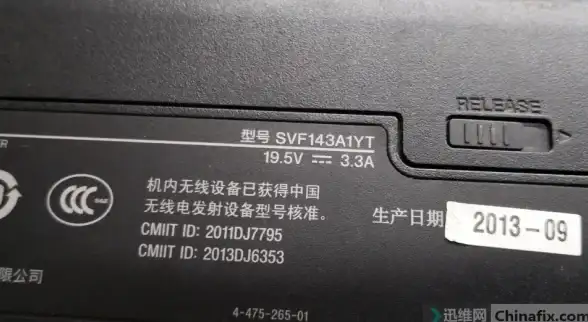 RELEASE
型号 SVF143A1YT
19.5V ⎓ 3.3A
机内无线设备已获得中国
无线电发射设备型号核准。
CMIIT ID: 2011DJ7795
CMIIT ID: 2013DJ6353
生产日期
2013-09
有限公司
4-475-265-01
迅维网 Chinafix.com